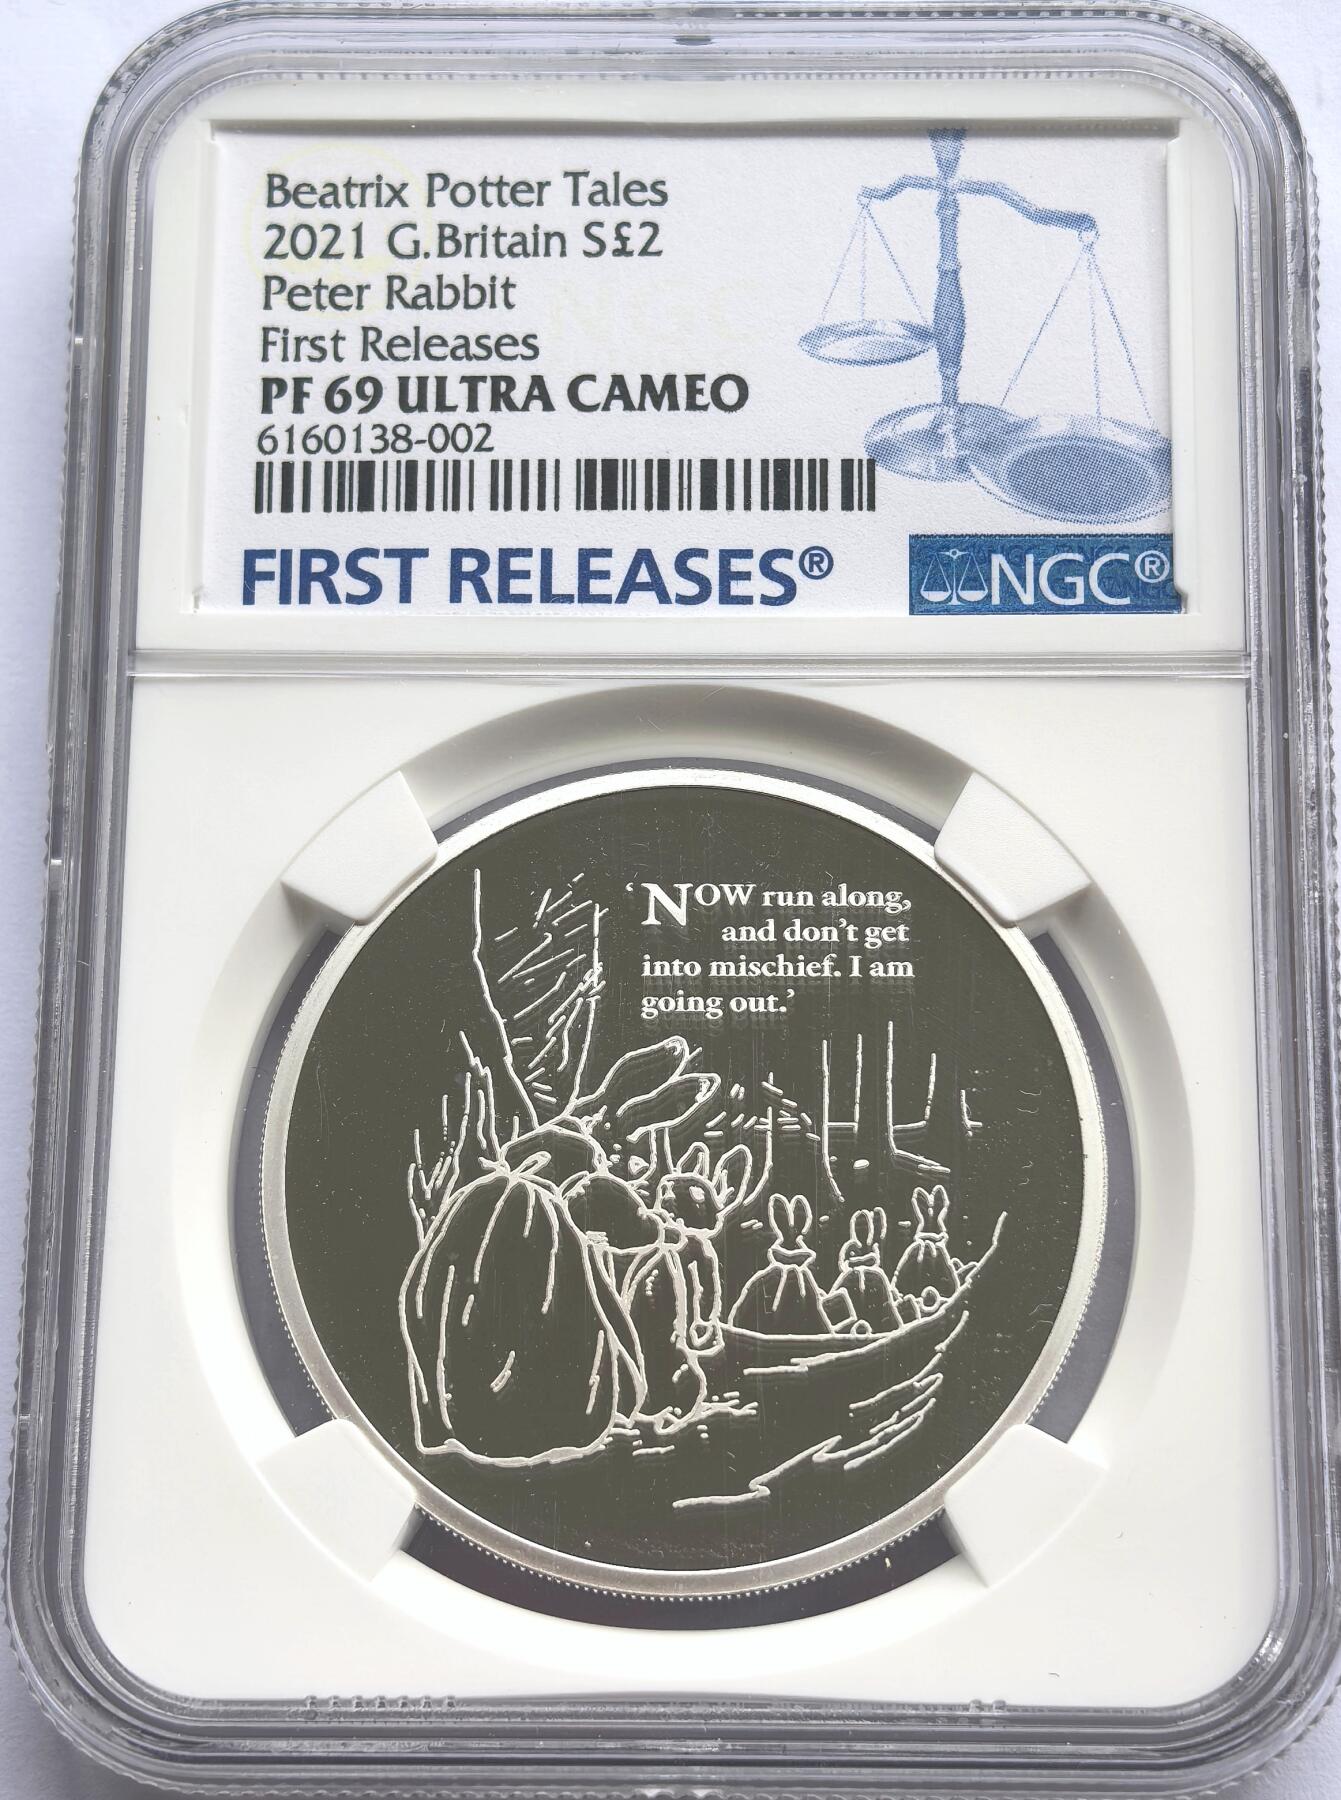 Beatrix Potter Tales
2021 G.Britain S£2
Peter Rabbit
First Releases
PF 69 ULTRA CAMEO
6160138-002
FIRST RELEASES®
NGC®
‘NOW run along,
and don’t get
into mischief. I am
going out.’